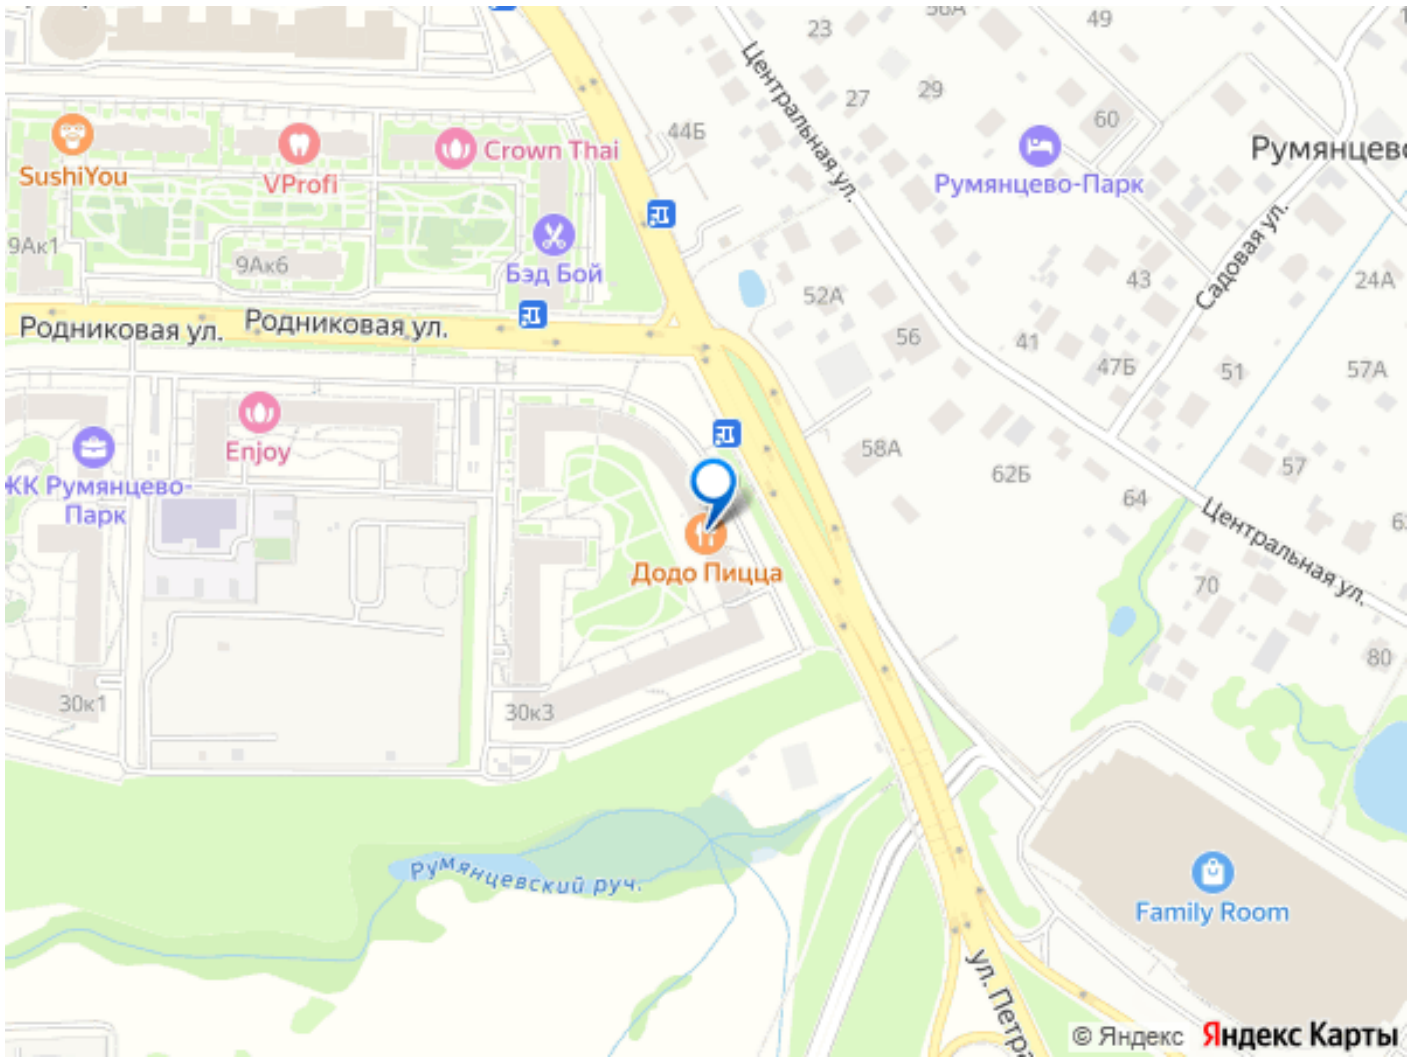 23
49
27
29
60
44Б
Центральная ул.
Румянцево-Парк
Румянцево
SushiYou
VProfi
Crown Thai
9Ак1
9Ак6
Бэд Бой
52А
56
41
43
47Б
51
24А
57А
Садовая ул.
Родниковая ул.
Родниковая ул.
Enjoy
ЖК Румянцево-
Парк
58А
62Б
64
57
Центральная ул.
70
80
Додо Пицца
30к1
30к3
Румянцевский руч.
Family Room
ул. Петра
© Яндекс Яндекс Карты